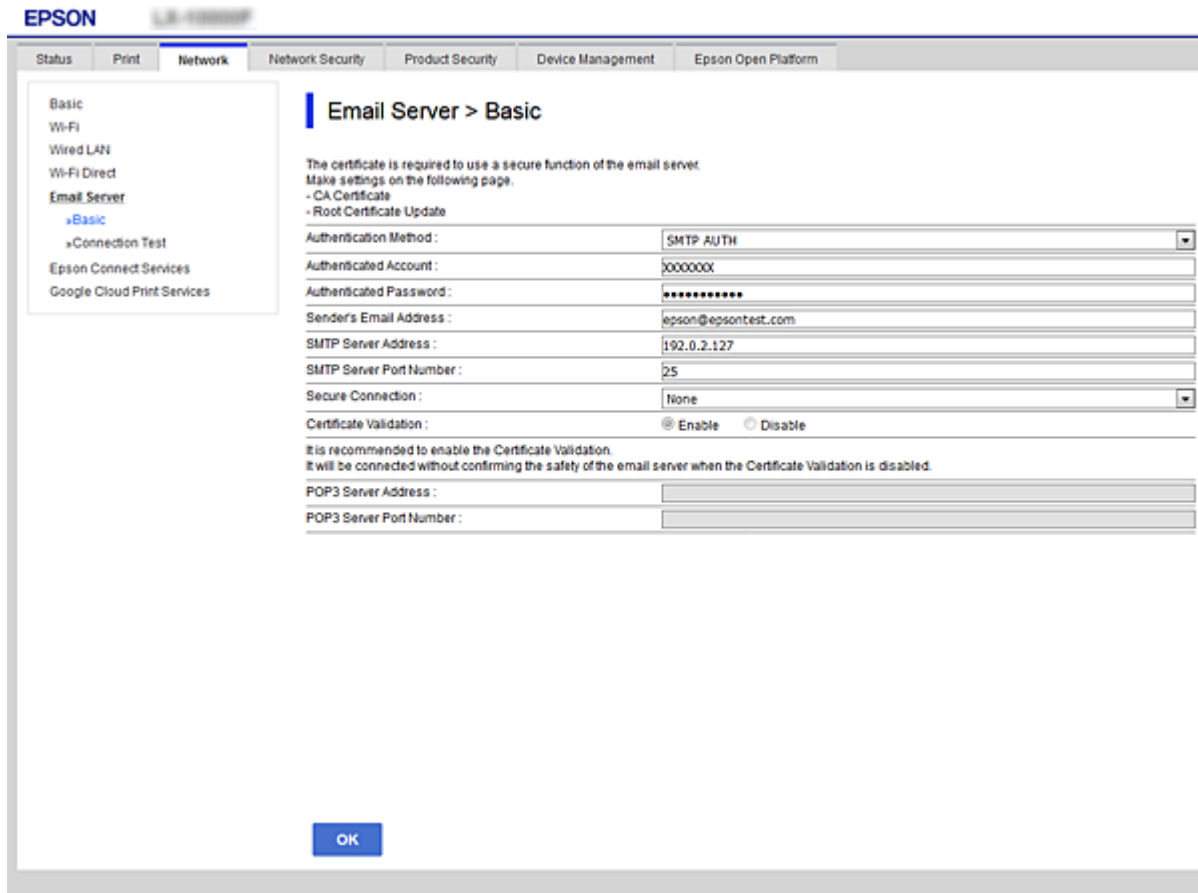 EPSON
Status Print Network Network Security Product Security Device Management Epson Open Platform
Basic
Wi-Fi
Wired LAN
Wi-Fi Direct
Email Server
»Basic
»Connection Test
Epson Connect Services
Google Cloud Print Services
Email Server > Basic
The certificate is required to use a secure function of the email server.
Make settings on the following page.
- CA Certificate
- Root Certificate Update
Authentication Method : SMTP AUTH
Authenticated Account : XXXXXXX
Authenticated Password : •••••••••••
Sender's Email Address : epson@epsontest.com
SMTP Server Address : 192.0.2.127
SMTP Server Port Number : 25
Secure Connection : None
Certificate Validation : Enable Disable
It is recommended to enable the Certificate Validation.
It will be connected without confirming the safety of the email server when the Certificate Validation is disabled.
POP3 Server Address :
POP3 Server Port Number :
OK